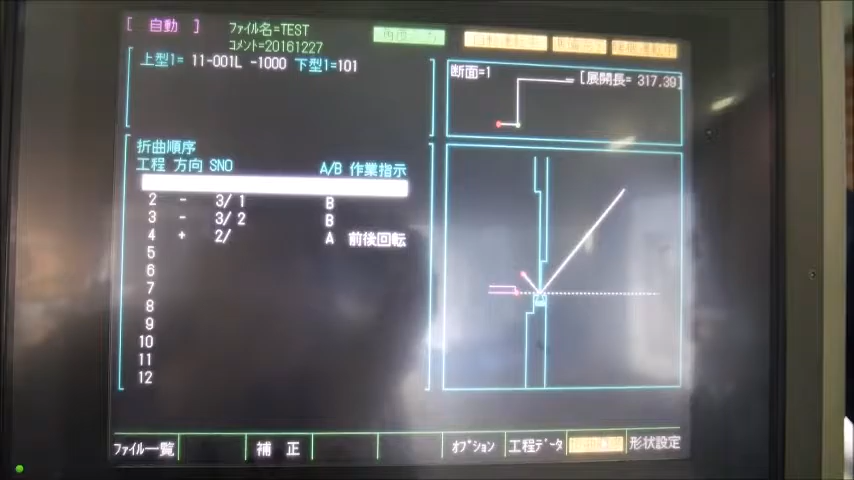 [ 自動 ]
ファイル名=TEST
コメント=20161227
上型1= 11-001L -1000 下型1=101
断面=1
[展開長= 317.39]
折曲順序
工程 方向 SNO A/B 作業指示
2 - 3/ 1 B
3 - 3/ 2 B
4 + 2/ A 前後回転
5
6
7
8
9
10
11
12
ファイル一覧
補 正
オプション
工程データ
形状設定